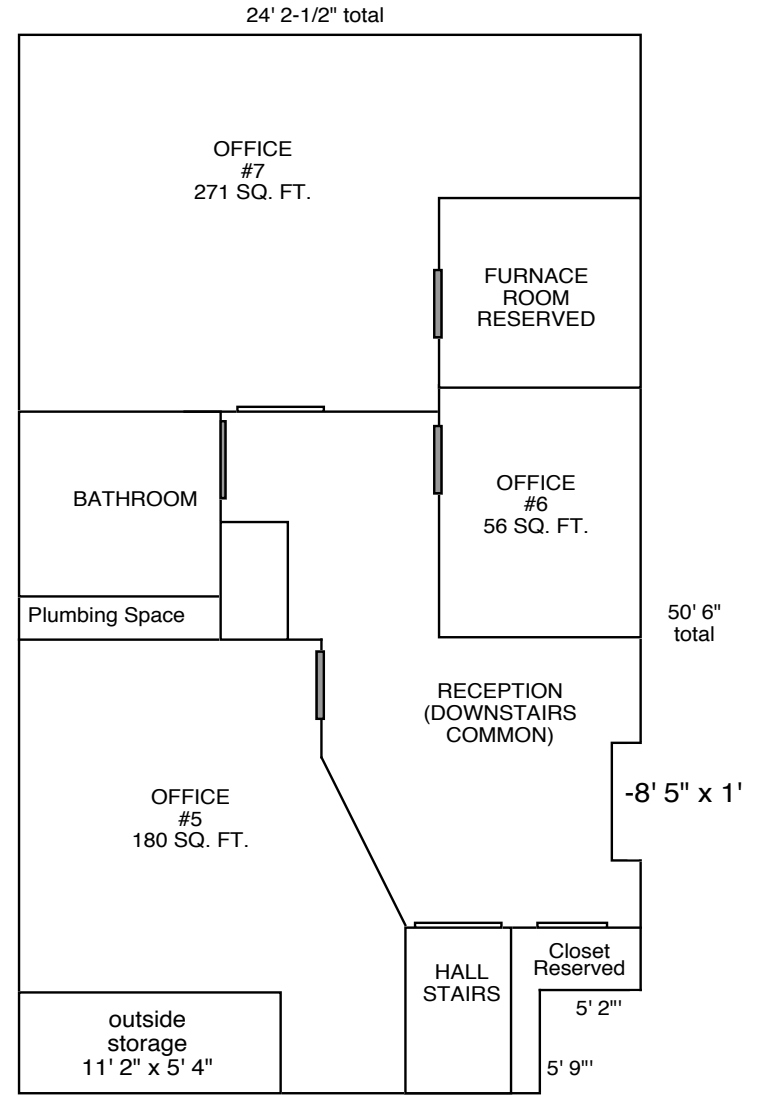 24' 2-1/2" total
OFFICE
#7
271 SQ. FT.
FURNACE
ROOM
RESERVED
BATHROOM
OFFICE
#6
56 SQ. FT.
Plumbing Space
50' 6"
total
RECEPTION
(DOWNSTAIRS
COMMON)
-8' 5" x 1'
OFFICE
#5
180 SQ. FT.
Closet
Reserved
HALL
STAIRS
5' 2"'
outside
storage
11' 2" x 5' 4"
5' 9"'